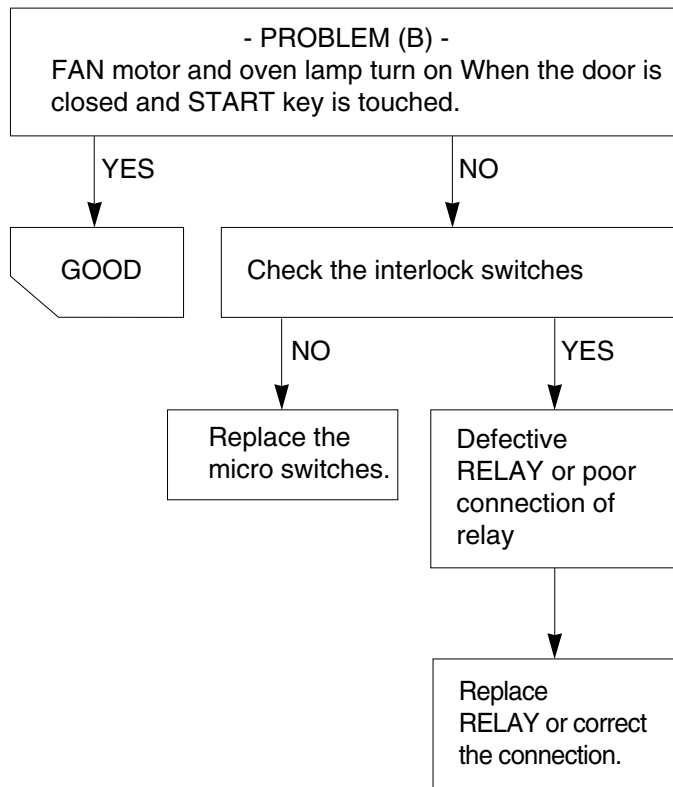 - PROBLEM (B) -
FAN motor and oven lamp turn on When the door is
closed and START key is touched.
YES
NO
GOOD
Check the interlock switches
NO
YES
Replace the
micro switches.
Defective
RELAY or poor
connection of
relay
Replace
RELAY or correct
the connection.